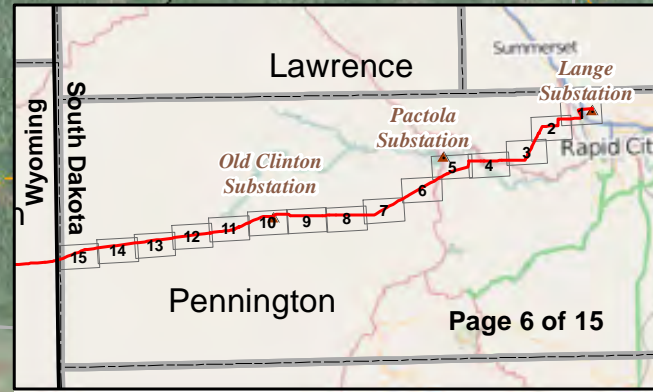 Summerset
Lawrence
Lange
Substation
Wyoming
South Dakota
Pactola
Substation
1
2
Rapid Cit
3
Old Clinton
Substation
5
4
6
7
8
9
10
11
12
13
14
15
Pennington
Page 6 of 15